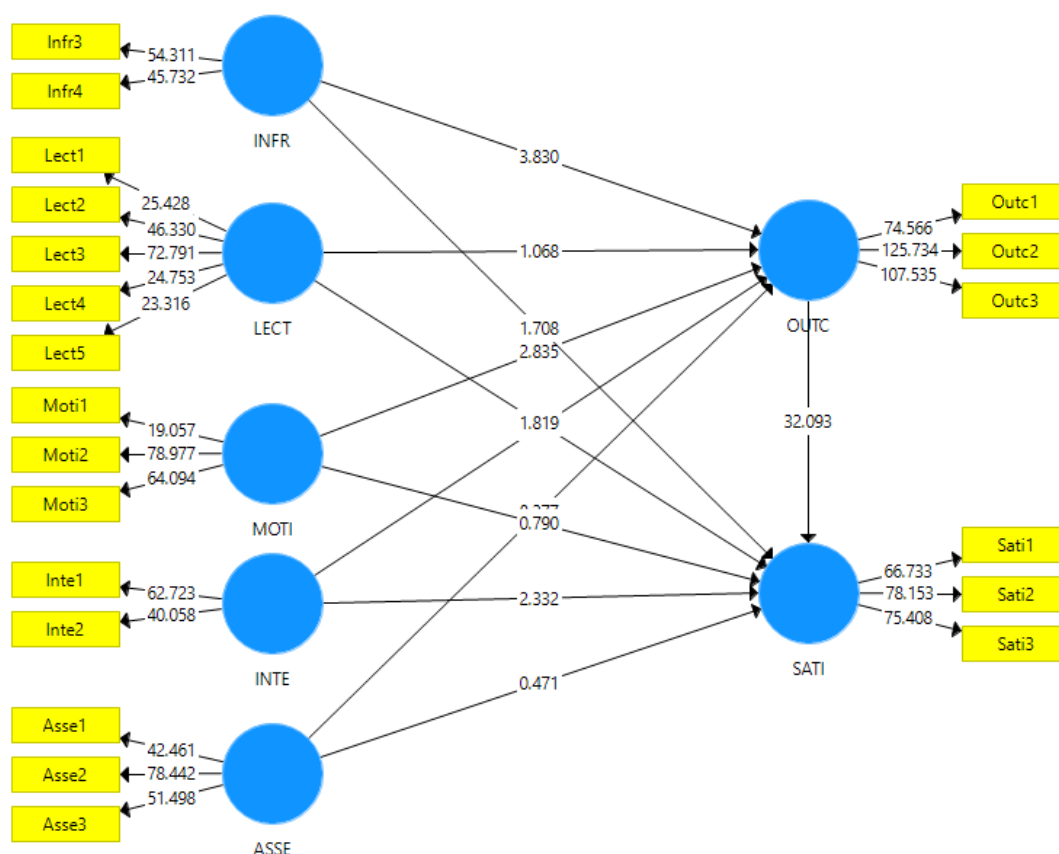 Infr3
54.311
Infr4
45.732
INFR
3.830
Lect1
25.428
Lect2
46.330
Lect3
72.791
Lect4
24.753
Lect5
23.316
LECT
1.068
Outc1
74.566
Outc2
125.734
Outc3
107.535
OUTC
1.708
2.835
Moti1
19.057
Moti2
78.977
Moti3
64.094
MOTI
1.819
32.093
0.790
Inte1
62.723
Inte2
40.058
INTE
2.332
Sati1
66.733
Sati2
78.153
Sati3
75.408
SATI
0.471
Asse1
42.461
Asse2
78.442
Asse3
51.498
ASSE